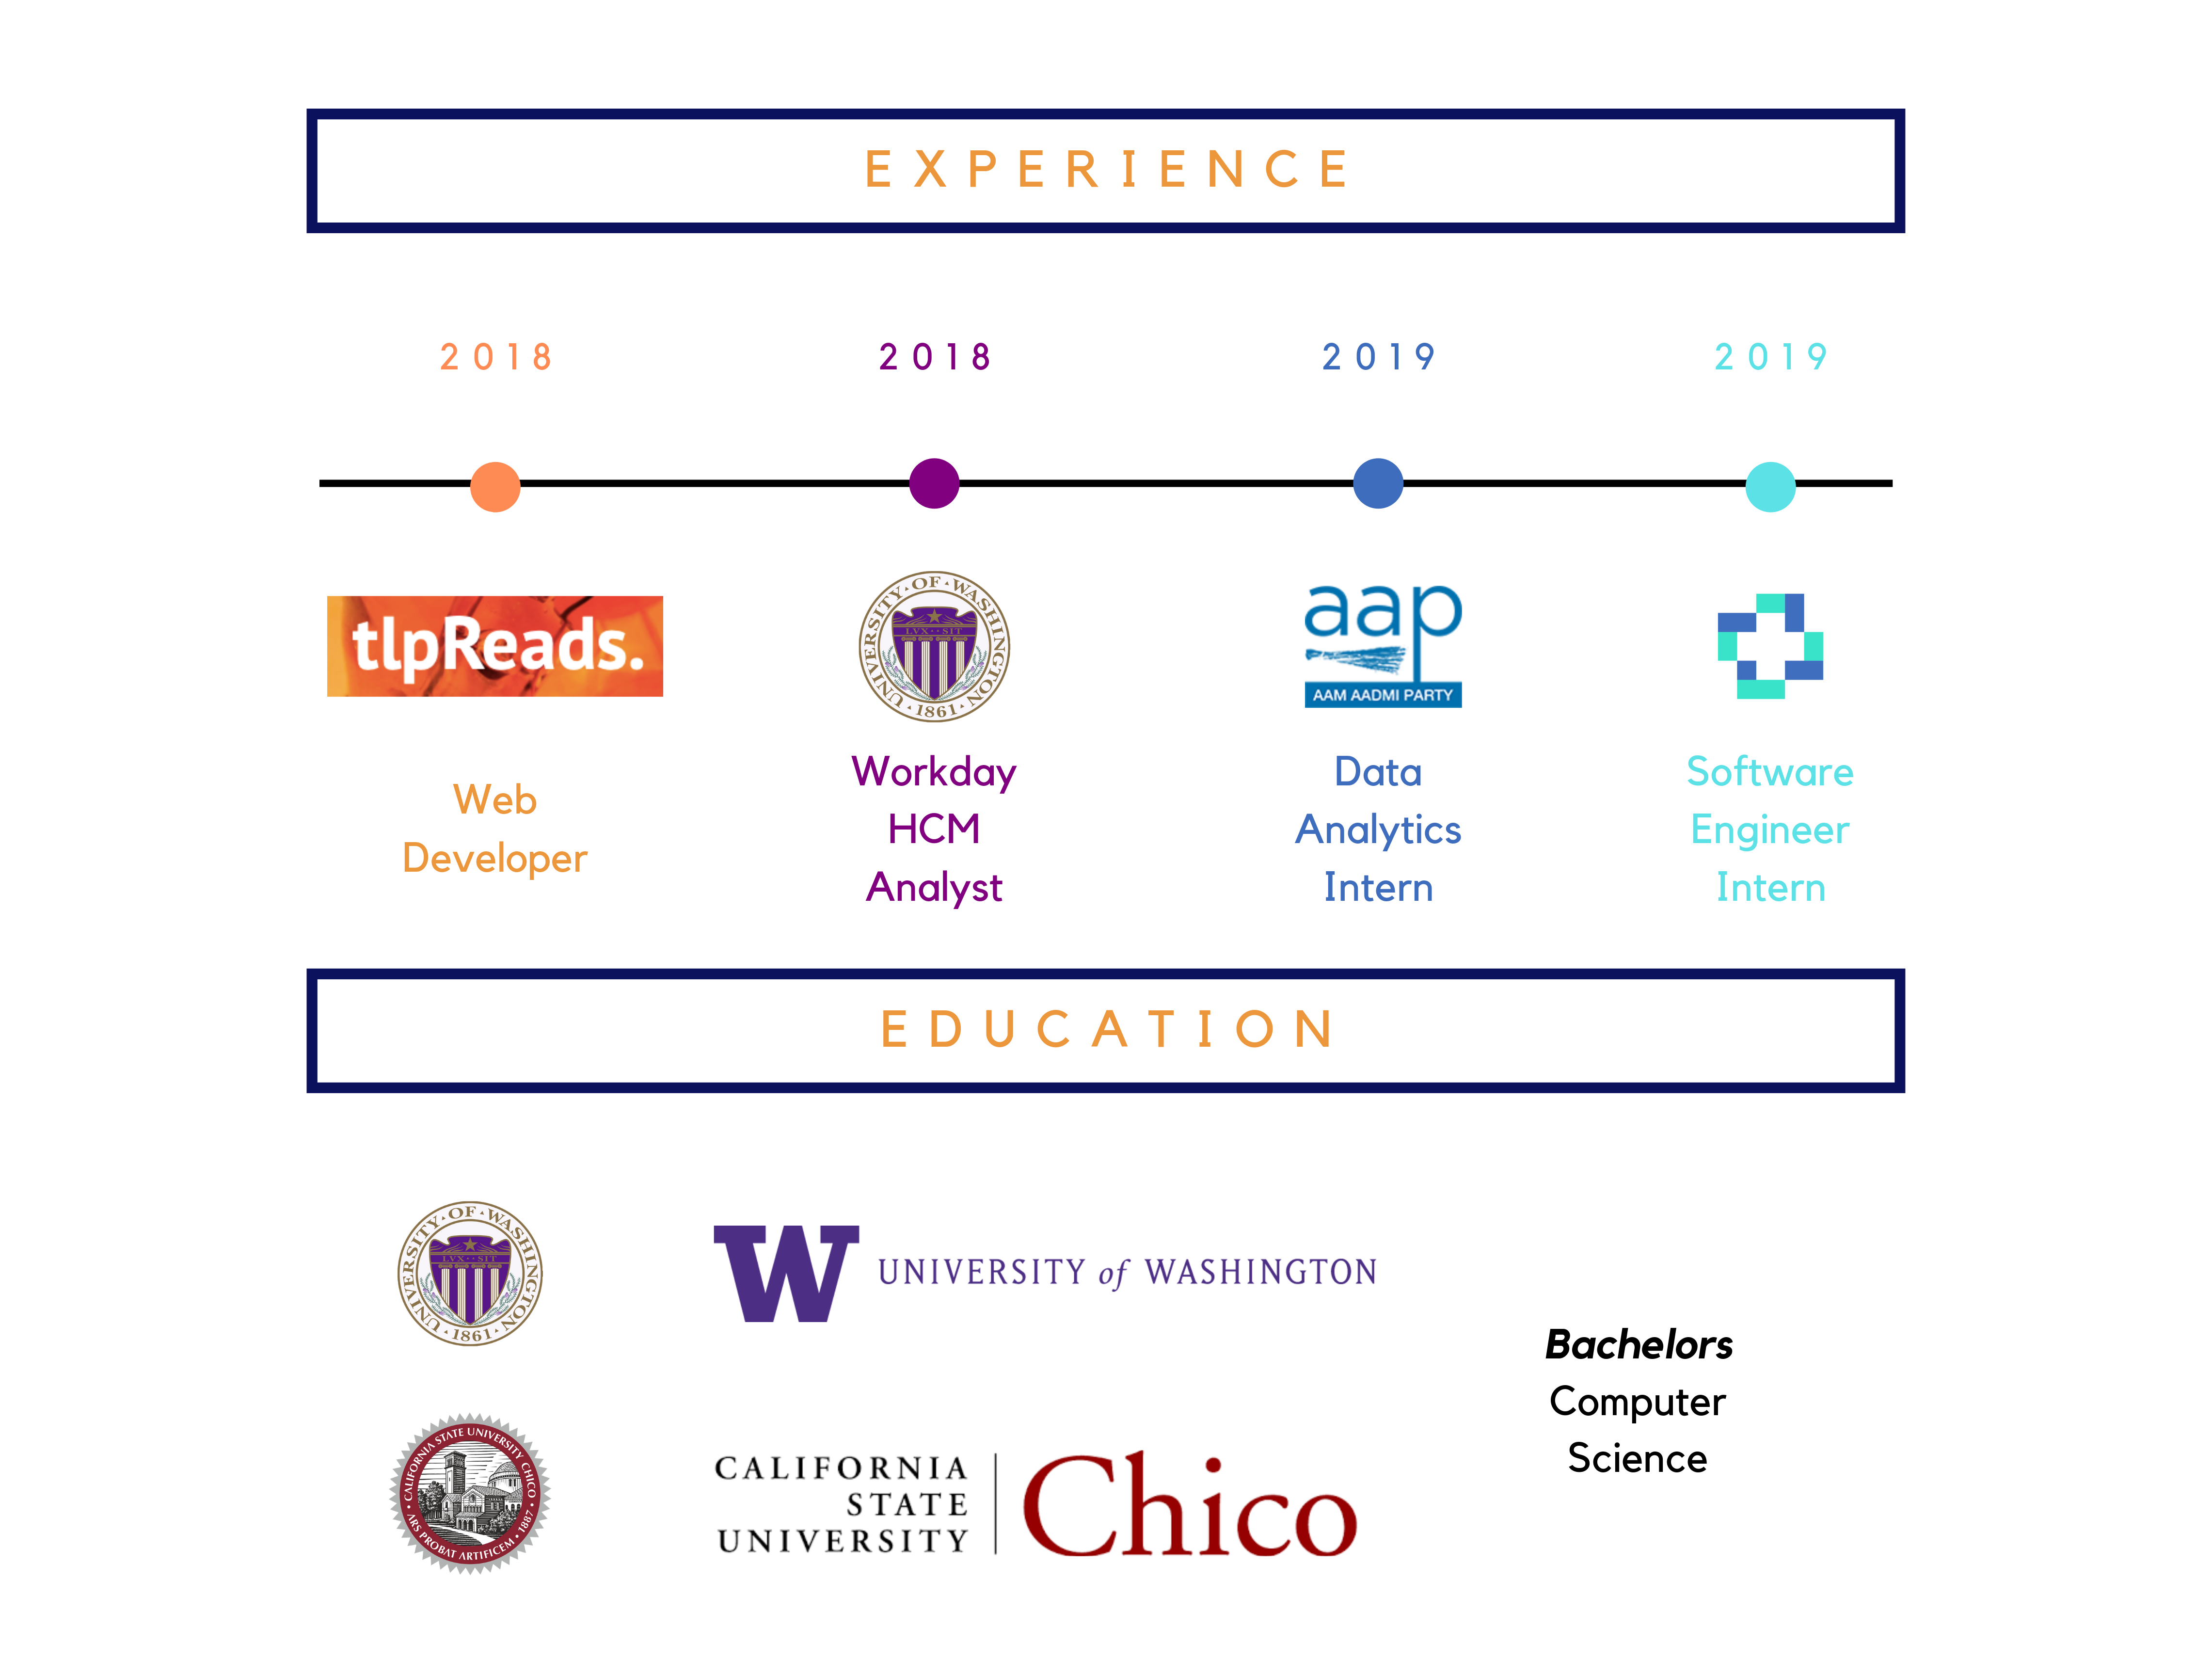 EXPERIENCE
2018 2018 2019 2019
tlpReads.
UNIVERSITY · OF · WASHINGTON
LVX SIT
· 1861 ·
aap
AAM AADMI PARTY
Web
Developer
Workday
HCM
Analyst
Data
Analytics
Intern
Software
Engineer
Intern
EDUCATION
UNIVERSITY · OF · WASHINGTON
LVX SIT
· 1861 ·
W UNIVERSITY of WASHINGTON
CALIFORNIA STATE UNIVERSITY CHICO
ARS PROBAT ARTIFICEM • 1887 •
CALIFORNIA
STATE
UNIVERSITY
Chico
Bachelors
Computer
Science